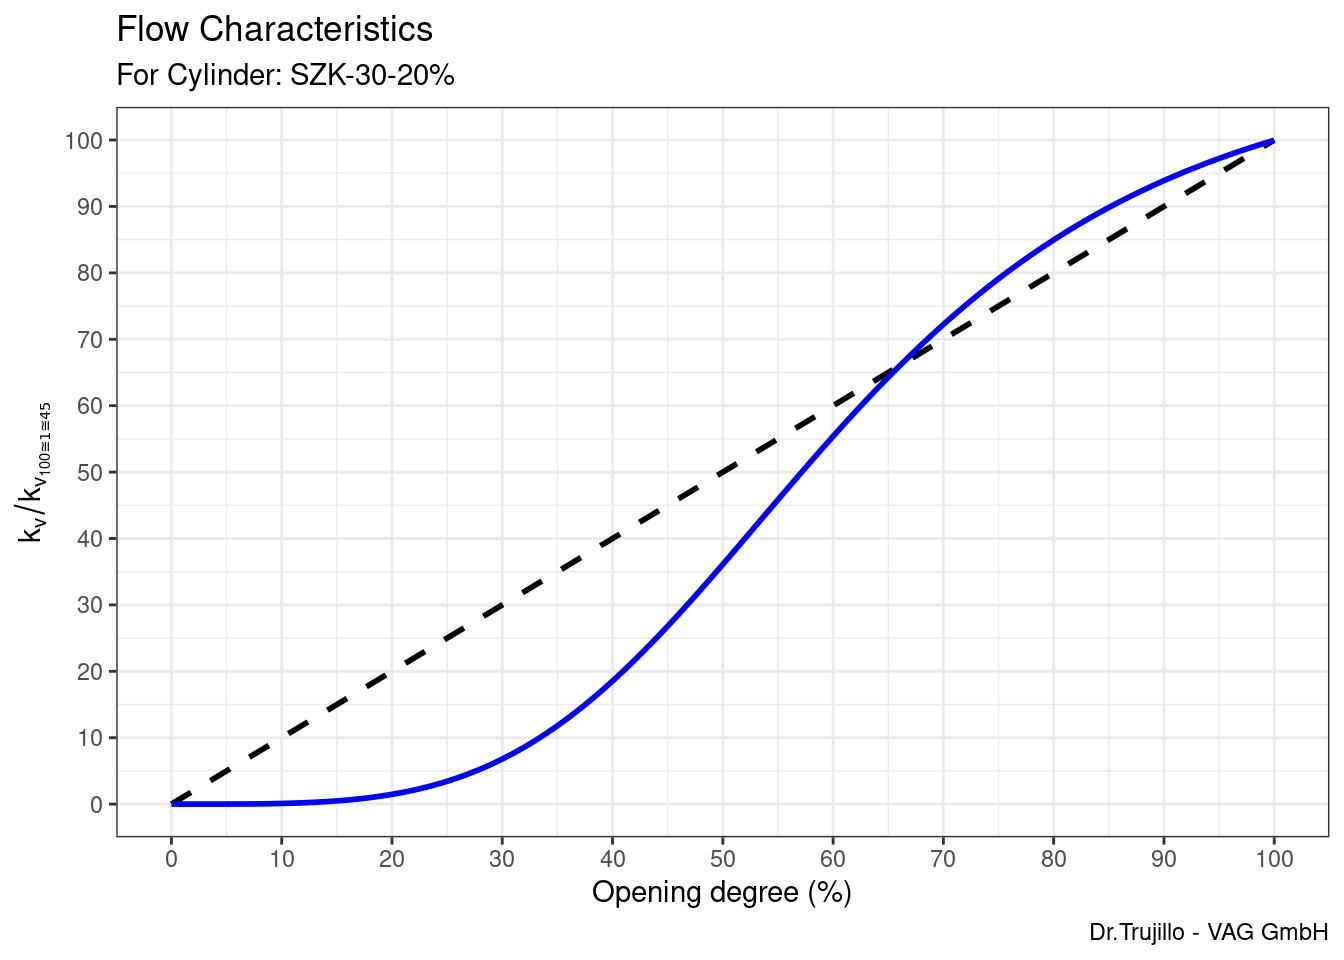 Flow Characteristics
For Cylinder: SZK-30-20%
100
90
80
70
60
50
40
30
20
10
0
kv/kv100≅1≅45
0 10 20 30 40 50 60 70 80 90 100
Opening degree (%)
Dr.Trujillo - VAG GmbH